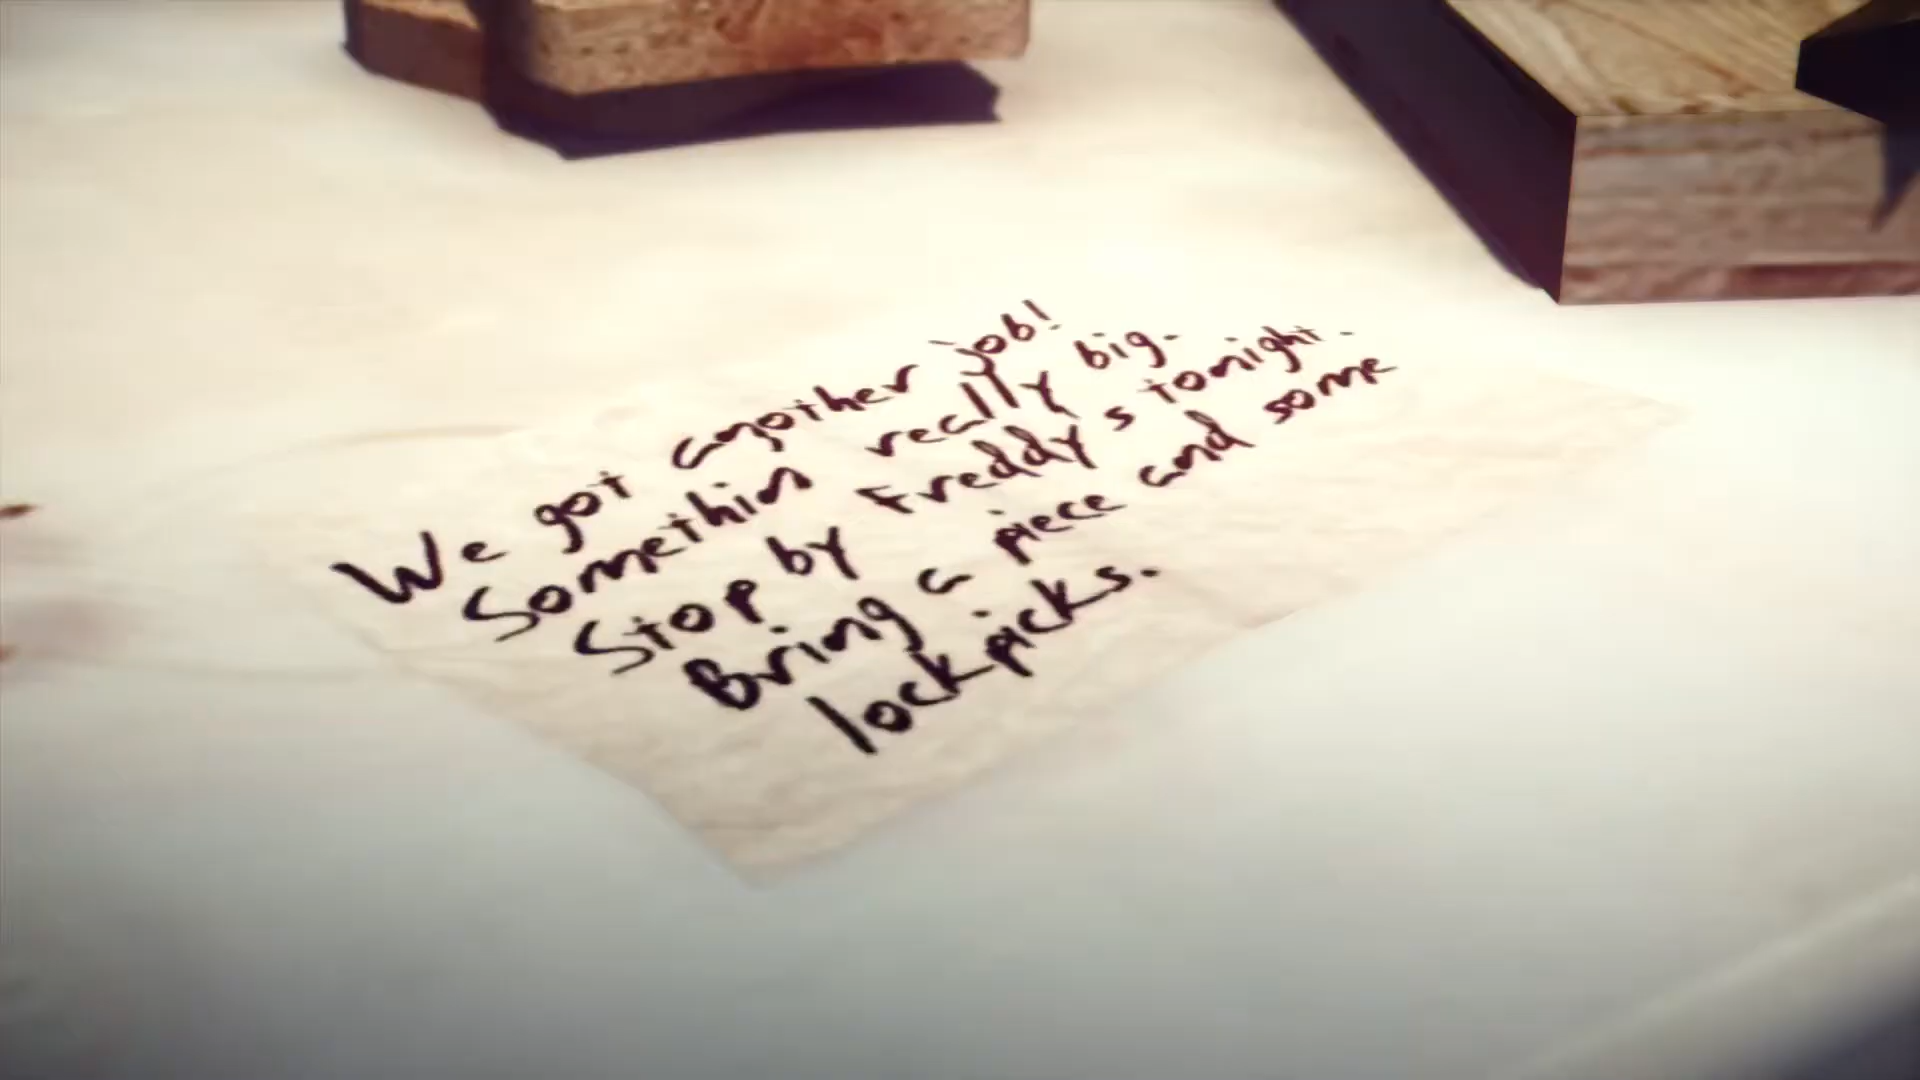 We got another job!
Somethin really big.
Stop by Freddy s tonight.
Bring a piece and some
lockpicks.